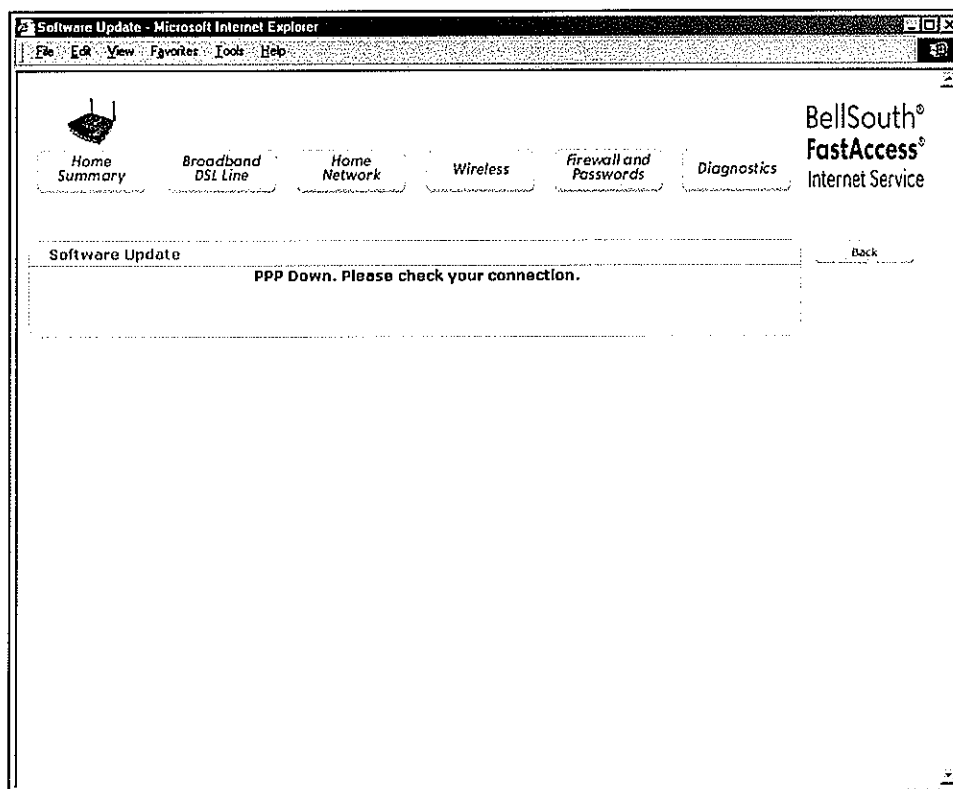 Software Update - Microsoft Internet Explorer
File Edit View Favorites Tools Help
BellSouth®
FastAccess®
Internet Service
Home
Summary
Broadband
DSL Line
Home
Network
Wireless
Firewall and
Passwords
Diagnostics
Software Update
Back
PPP Down. Please check your connection.